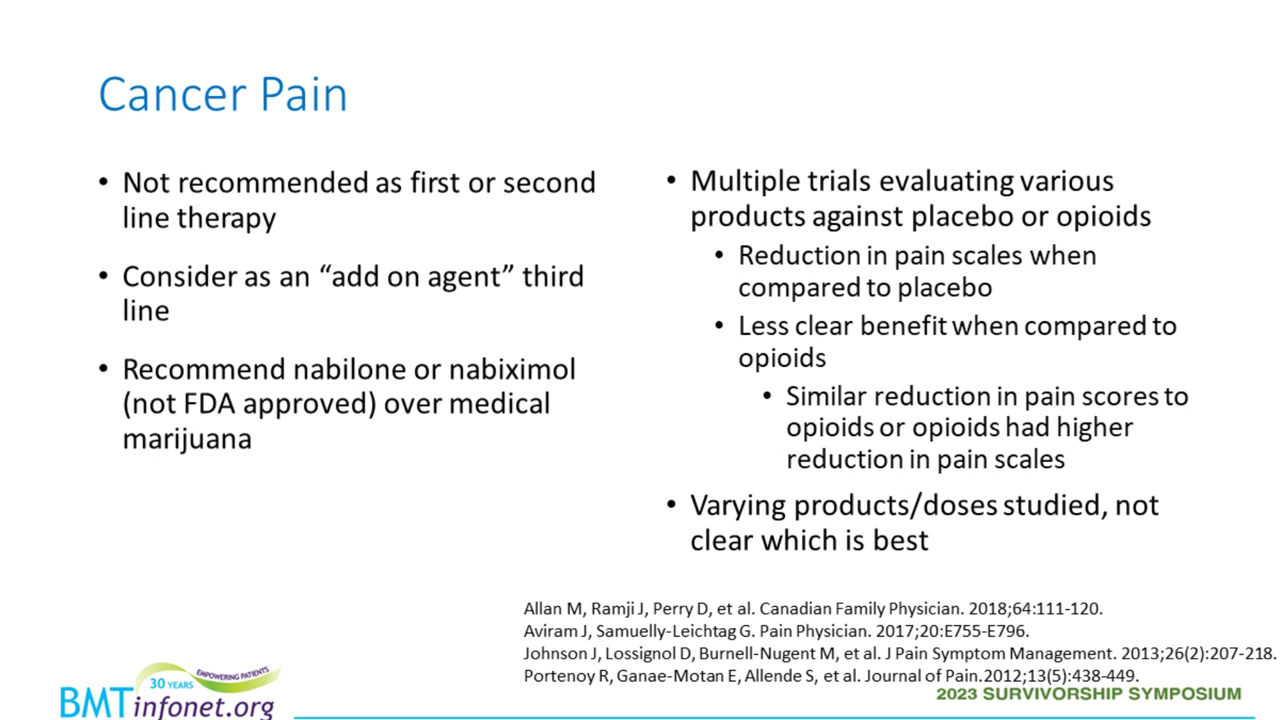 Cancer Pain
• Not recommended as first or second
line therapy
• Consider as an “add on agent” third
line
• Recommend nabilone or nabiximol
(not FDA approved) over medical
marijuana
• Multiple trials evaluating various
products against placebo or opioids
• Reduction in pain scales when
compared to placebo
• Less clear benefit when compared to
opioids
• Similar reduction in pain scores to
opioids or opioids had higher
reduction in pain scales
• Varying products/doses studied, not
clear which is best
Allan M, Ramji J, Perry D, et al. Canadian Family Physician. 2018;64:111-120.
Aviram J, Samuelly-Leichtag G. Pain Physician. 2017;20:E755-E796.
Johnson J, Lossignol D, Burnell-Nugent M, et al. J Pain Symptom Management. 2013;26(2):207-218.
Portenoy R, Ganae-Motan E, Allende S, et al. Journal of Pain.2012;13(5):438-449.
30 YEARS EMPOWERING PATIENTS
BMTinfonet.org
2023 SURVIVORSHIP SYMPOSIUM